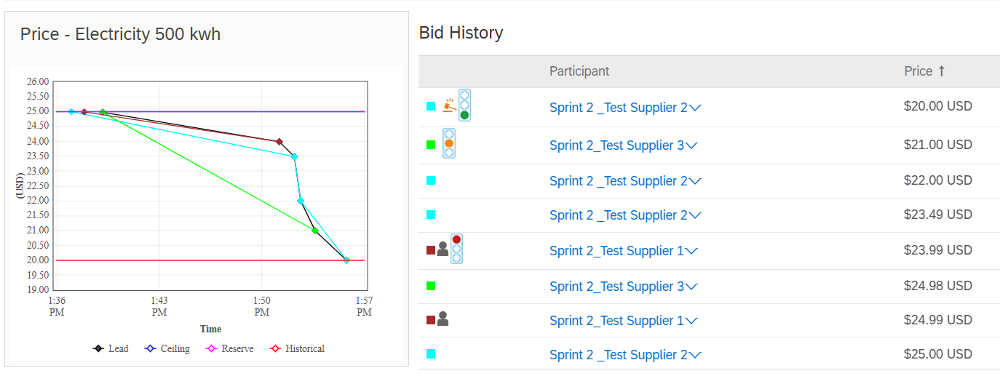 Price - Electricity 500 kwh
26.00
25.50
25.00
24.50
24.00
23.50
23.00
22.50
22.00
21.50
21.00
20.50
20.00
19.50
19.00
(USD)
1:36 PM
1:43 PM
1:50 PM
1:57 PM
Time
Lead Ceiling Reserve Historical
Bid History
Participant Price ↑
Sprint 2 _Test Supplier 2 $20.00 USD
Sprint 2_Test Supplier 3 $21.00 USD
Sprint 2 _Test Supplier 2 $22.00 USD
Sprint 2 _Test Supplier 2 $23.49 USD
Sprint 2_Test Supplier 1 $23.99 USD
Sprint 2_Test Supplier 3 $24.98 USD
Sprint 2_Test Supplier 1 $24.99 USD
Sprint 2 _Test Supplier 2 $25.00 USD